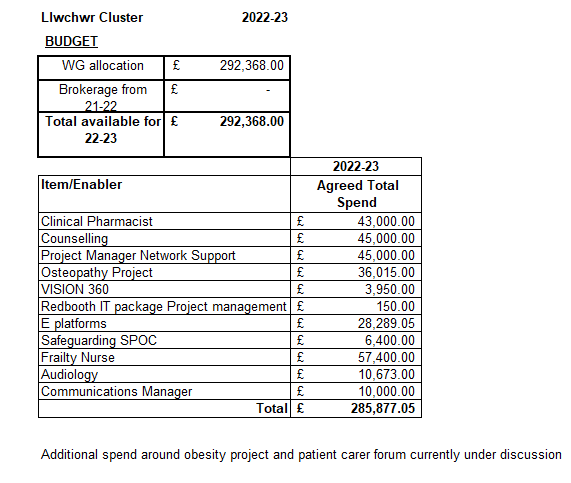 Llwchwr Cluster 2022-23
BUDGET
WG allocation £ 292,368.00
Brokerage from £ -
21-22
Total available for £ 292,368.00
22-23
2022-23
Item/Enabler Agreed Total
Spend
Clinical Pharmacist £ 43,000.00
Counselling £ 45,000.00
Project Manager Network Support £ 45,000.00
Osteopathy Project £ 36,015.00
VISION 360 £ 3,950.00
Redbooth IT package Project management £ 150.00
E platforms £ 28,289.05
Safeguarding SPOC £ 6,400.00
Frailty Nurse £ 57,400.00
Audiology £ 10,673.00
Communications Manager £ 10,000.00
Total £ 285,877.05
Additional spend around obesity project and patient carer forum currently under discussion